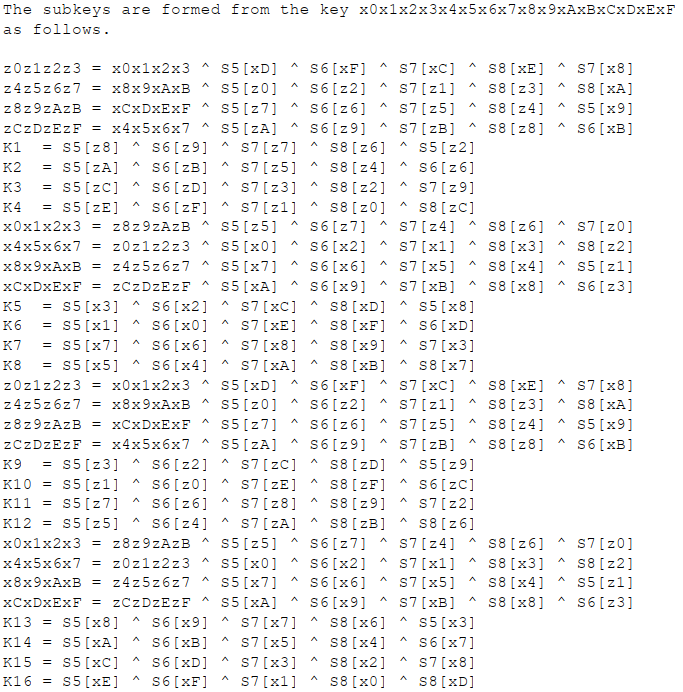 The subkeys are formed from the key x0x1x2x3x4x5x6x7x8x9xAxBxCxDxExF
as follows.
z0z1z2z3 = x0x1x2x3 ^ S5[xD] ^ S6[xF] ^ S7[xC] ^ S8[xE] ^ S7[x8]
z4z5z6z7 = x8x9xAxB ^ S5[z0] ^ S6[z2] ^ S7[z1] ^ S8[z3] ^ S8[xA]
z8z9zAzB = xCxDxExF ^ S5[z7] ^ S6[z6] ^ S7[z5] ^ S8[z4] ^ S5[x9]
zCzDzEzF = x4x5x6x7 ^ S5[zA] ^ S6[z9] ^ S7[zB] ^ S8[z8] ^ S6[xB]
K1  = S5[z8] ^ S6[z9] ^ S7[z7] ^ S8[z6] ^ S5[z2]
K2  = S5[zA] ^ S6[zB] ^ S7[z5] ^ S8[z4] ^ S6[z6]
K3  = S5[zC] ^ S6[zD] ^ S7[z3] ^ S8[z2] ^ S7[z9]
K4  = S5[zE] ^ S6[zF] ^ S7[z1] ^ S8[z0] ^ S8[zC]
x0x1x2x3 = z8z9zAzB ^ S5[z5] ^ S6[z7] ^ S7[z4] ^ S8[z6] ^ S7[z0]
x4x5x6x7 = z0z1z2z3 ^ S5[x0] ^ S6[x2] ^ S7[x1] ^ S8[x3] ^ S8[z2]
x8x9xAxB = z4z5z6z7 ^ S5[x7] ^ S6[x6] ^ S7[x5] ^ S8[x4] ^ S5[z1]
xCxDxExF = zCzDzEzF ^ S5[xA] ^ S6[x9] ^ S7[xB] ^ S8[x8] ^ S6[z3]
K5  = S5[x3] ^ S6[x2] ^ S7[xC] ^ S8[xD] ^ S5[x8]
K6  = S5[x1] ^ S6[x0] ^ S7[xE] ^ S8[xF] ^ S6[xD]
K7  = S5[x7] ^ S6[x6] ^ S7[x8] ^ S8[x9] ^ S7[x3]
K8  = S5[x5] ^ S6[x4] ^ S7[xA] ^ S8[xB] ^ S8[x7]
z0z1z2z3 = x0x1x2x3 ^ S5[xD] ^ S6[xF] ^ S7[xC] ^ S8[xE] ^ S7[x8]
z4z5z6z7 = x8x9xAxB ^ S5[z0] ^ S6[z2] ^ S7[z1] ^ S8[z3] ^ S8[xA]
z8z9zAzB = xCxDxExF ^ S5[z7] ^ S6[z6] ^ S7[z5] ^ S8[z4] ^ S5[x9]
zCzDzEzF = x4x5x6x7 ^ S5[zA] ^ S6[z9] ^ S7[zB] ^ S8[z8] ^ S6[xB]
K9  = S5[z3] ^ S6[z2] ^ S7[zC] ^ S8[zD] ^ S5[z9]
K10 = S5[z1] ^ S6[z0] ^ S7[zE] ^ S8[zF] ^ S6[zC]
K11 = S5[z7] ^ S6[z6] ^ S7[z8] ^ S8[z9] ^ S7[z2]
K12 = S5[z5] ^ S6[z4] ^ S7[zA] ^ S8[zB] ^ S8[z6]
x0x1x2x3 = z8z9zAzB ^ S5[z5] ^ S6[z7] ^ S7[z4] ^ S8[z6] ^ S7[z0]
x4x5x6x7 = z0z1z2z3 ^ S5[x0] ^ S6[x2] ^ S7[x1] ^ S8[x3] ^ S8[z2]
x8x9xAxB = z4z5z6z7 ^ S5[x7] ^ S6[x6] ^ S7[x5] ^ S8[x4] ^ S5[z1]
xCxDxExF = zCzDzEzF ^ S5[xA] ^ S6[x9] ^ S7[xB] ^ S8[x8] ^ S6[z3]
K13 = S5[x8] ^ S6[x9] ^ S7[x7] ^ S8[x6] ^ S5[x3]
K14 = S5[xA] ^ S6[xB] ^ S7[x5] ^ S8[x4] ^ S6[x7]
K15 = S5[xC] ^ S6[xD] ^ S7[x3] ^ S8[x2] ^ S7[x8]
K16 = S5[xE] ^ S6[xF] ^ S7[x1] ^ S8[x0] ^ S8[xD]